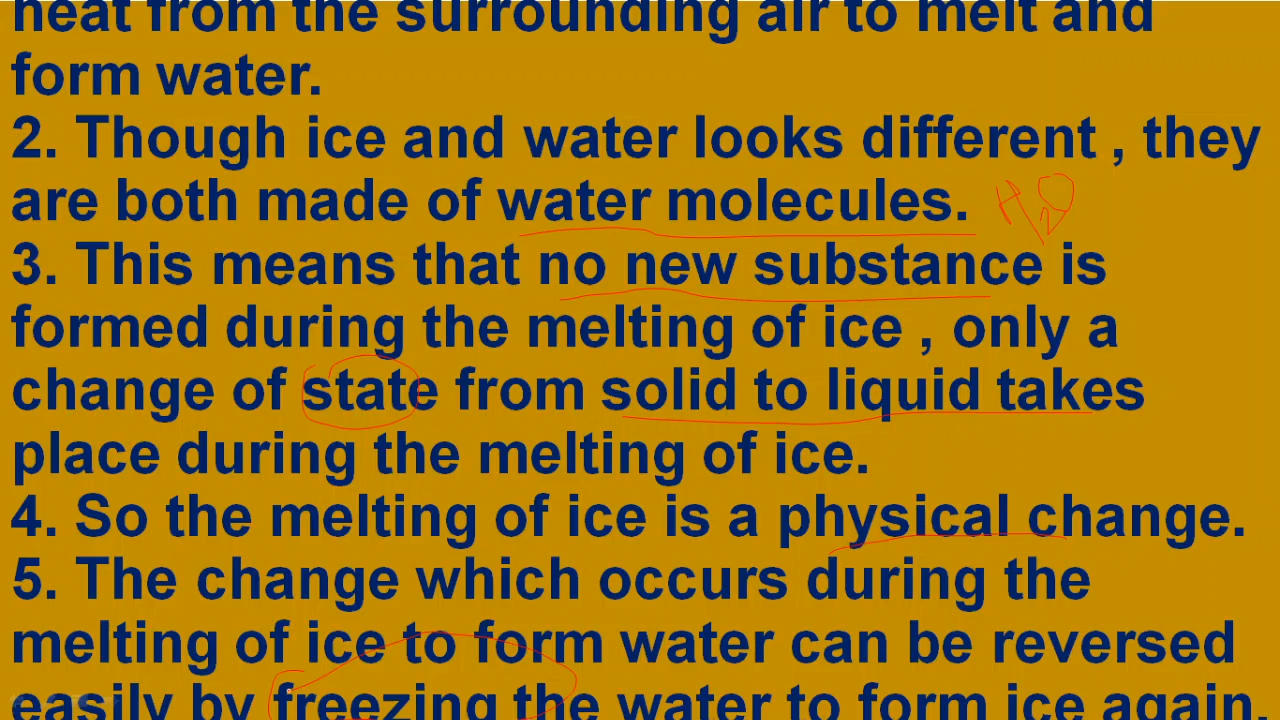 heat from the surrounding air to melt and
form water.
2. Though ice and water looks different , they
are both made of water molecules. H₂O
3. This means that no new substance is
formed during the melting of ice , only a
change of state from solid to liquid takes
place during the melting of ice.
4. So the melting of ice is a physical change.
5. The change which occurs during the
melting of ice to form water can be reversed
easily by freezing the water to form ice again.